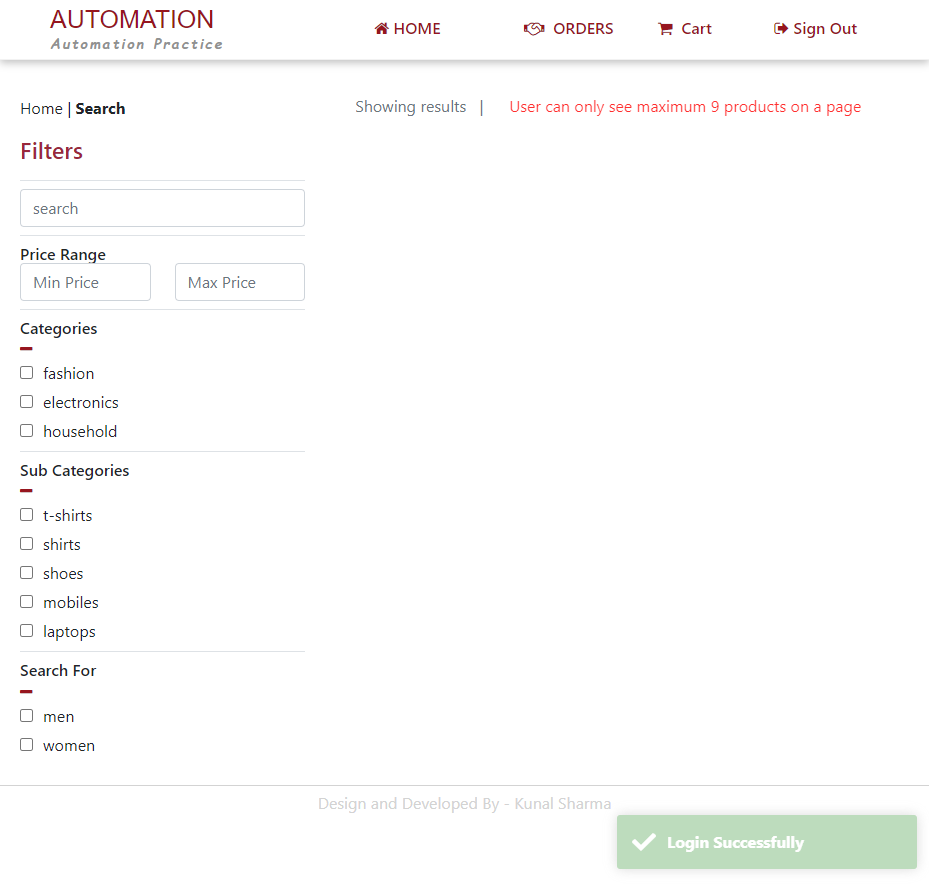 AUTOMATION
Automation Practice
HOME ORDERS Cart Sign Out
Home | Search
Showing results | User can only see maximum 9 products on a page
Filters
search
Price Range
Min Price Max Price
Categories
fashion
electronics
household
Sub Categories
t-shirts
shirts
shoes
mobiles
laptops
Search For
men
women
Design and Developed By - Kunal Sharma
Login Successfully